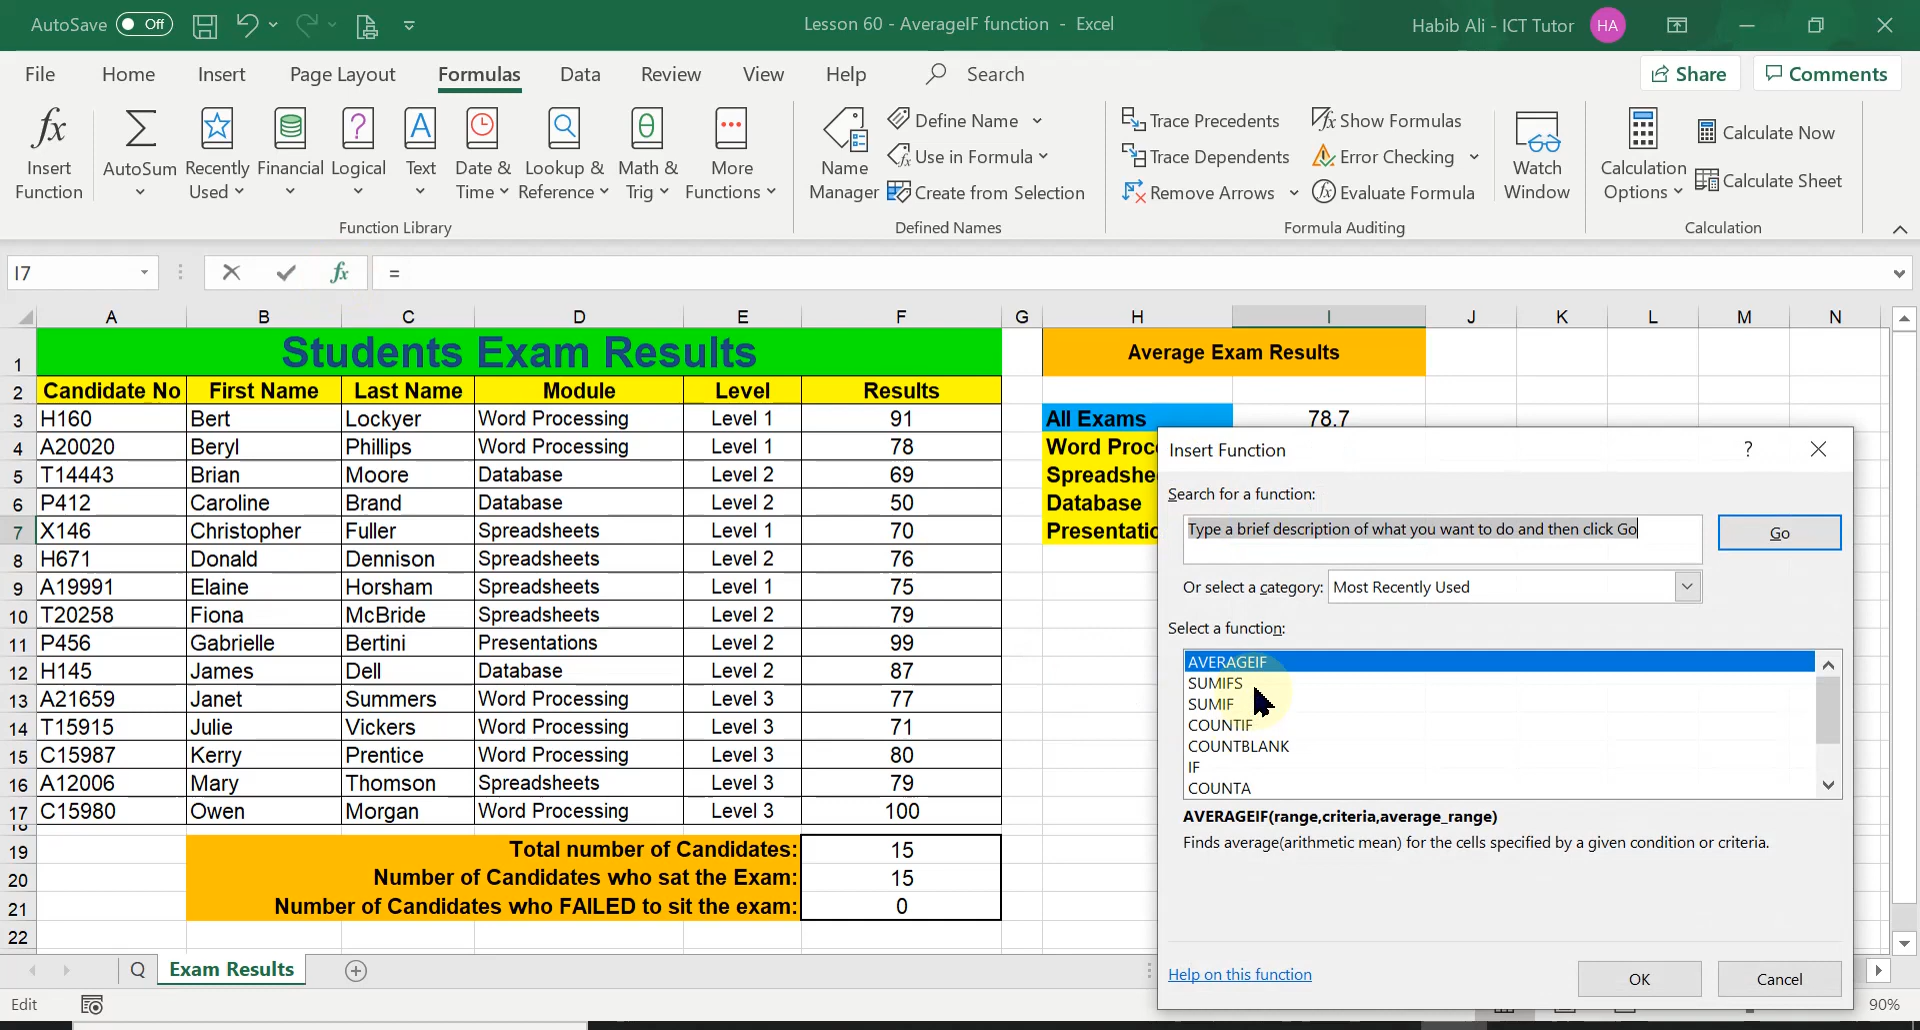 AutoSave Off
Lesson 60 - AverageIF function - Excel
Habib Ali - ICT Tutor HA
File Home Insert Page Layout Formulas Data Review View Help Search Share Comments
fx Insert Function
AutoSum
Recently Used
Financial
Logical
Text
Date & Time
Lookup & Reference
Math & Trig
More Functions
Function Library
Name Manager
Define Name
Use in Formula
Create from Selection
Defined Names
Trace Precedents
Trace Dependents
Remove Arrows
Show Formulas
Error Checking
Evaluate Formula
Formula Auditing
Watch Window
Calculation Options
Calculate Now
Calculate Sheet
Calculation
I7 fx =
A B C D E F G H I J K L M N
1 Students Exam Results Average Exam Results
2 Candidate No First Name Last Name Module Level Results
3 H160 Bert Lockyer Word Processing Level 1 91 All Exams 78.7
4 A20020 Beryl Phillips Word Processing Level 1 78 Word Proc
5 T14443 Brian Moore Database Level 2 69 Spreadshe
6 P412 Caroline Brand Database Level 2 50 Database
7 X146 Christopher Fuller Spreadsheets Level 1 70 Presentatio
8 H671 Donald Dennison Spreadsheets Level 2 76
9 A19991 Elaine Horsham Spreadsheets Level 1 75
10 T20258 Fiona McBride Spreadsheets Level 2 79
11 P456 Gabrielle Bertini Presentations Level 2 99
12 H145 James Dell Database Level 2 87
13 A21659 Janet Summers Word Processing Level 3 77
14 T15915 Julie Vickers Word Processing Level 3 71
15 C15987 Kerry Prentice Word Processing Level 3 80
16 A12006 Mary Thomson Spreadsheets Level 3 79
17 C15980 Owen Morgan Word Processing Level 3 100
18
19 Total number of Candidates: 15
20 Number of Candidates who sat the Exam: 15
21 Number of Candidates who FAILED to sit the exam: 0
22
Insert Function ?
Search for a function:
Type a brief description of what you want to do and then click Go
Go
Or select a category: Most Recently Used
Select a function:
AVERAGEIF
SUMIFS
SUMIF
COUNTIF
COUNTBLANK
IF
COUNTA
AVERAGEIF(range,criteria,average_range)
Finds average(arithmetic mean) for the cells specified by a given condition or criteria.
Help on this function
OK Cancel
Q Exam Results
Edit
90%